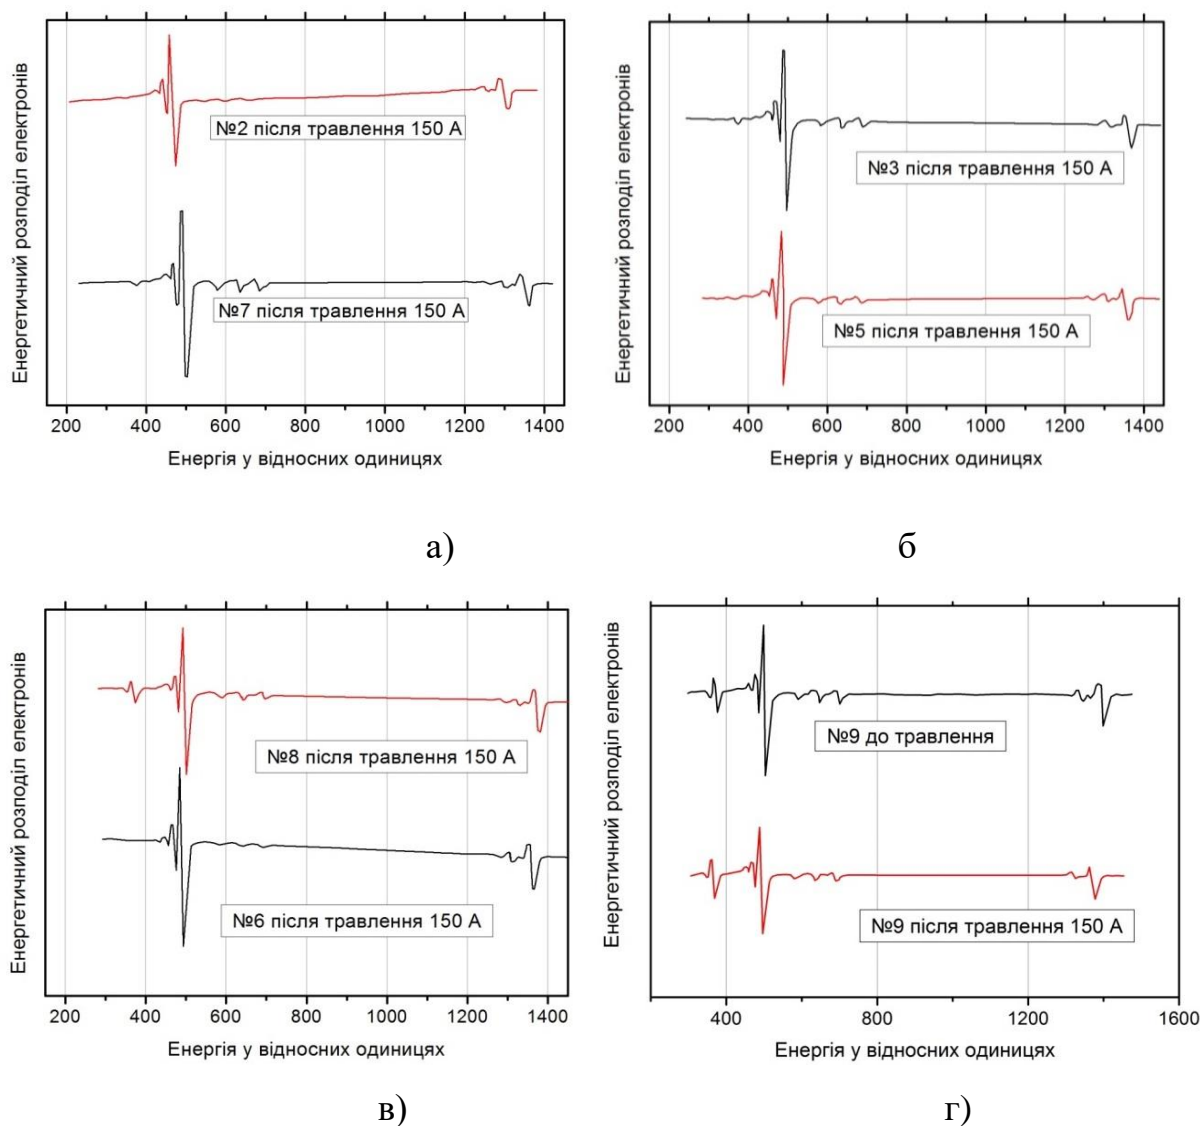 Енергетичний розподіл електронів
№2 після травлення 150 А
№7 після травлення 150 А
200 400 600 800 1000 1200 1400
Енергія у відносних одиницях
а)
Енергетичний розподіл електронів
№3 після травлення 150 А
№5 після травлення 150 А
200 400 600 800 1000 1200 1400
Енергія у відносних одиницях
б
Енергетичний розподіл електронів
№8 після травлення 150 А
№6 після травлення 150 А
200 400 600 800 1000 1200 1400
Енергія у відносних одиницях
в)
Енергетичний розподіл електронів
№9 до травлення
№9 після травлення 150 А
400 800 1200 1600
Енергія у відносних одиницях
г)